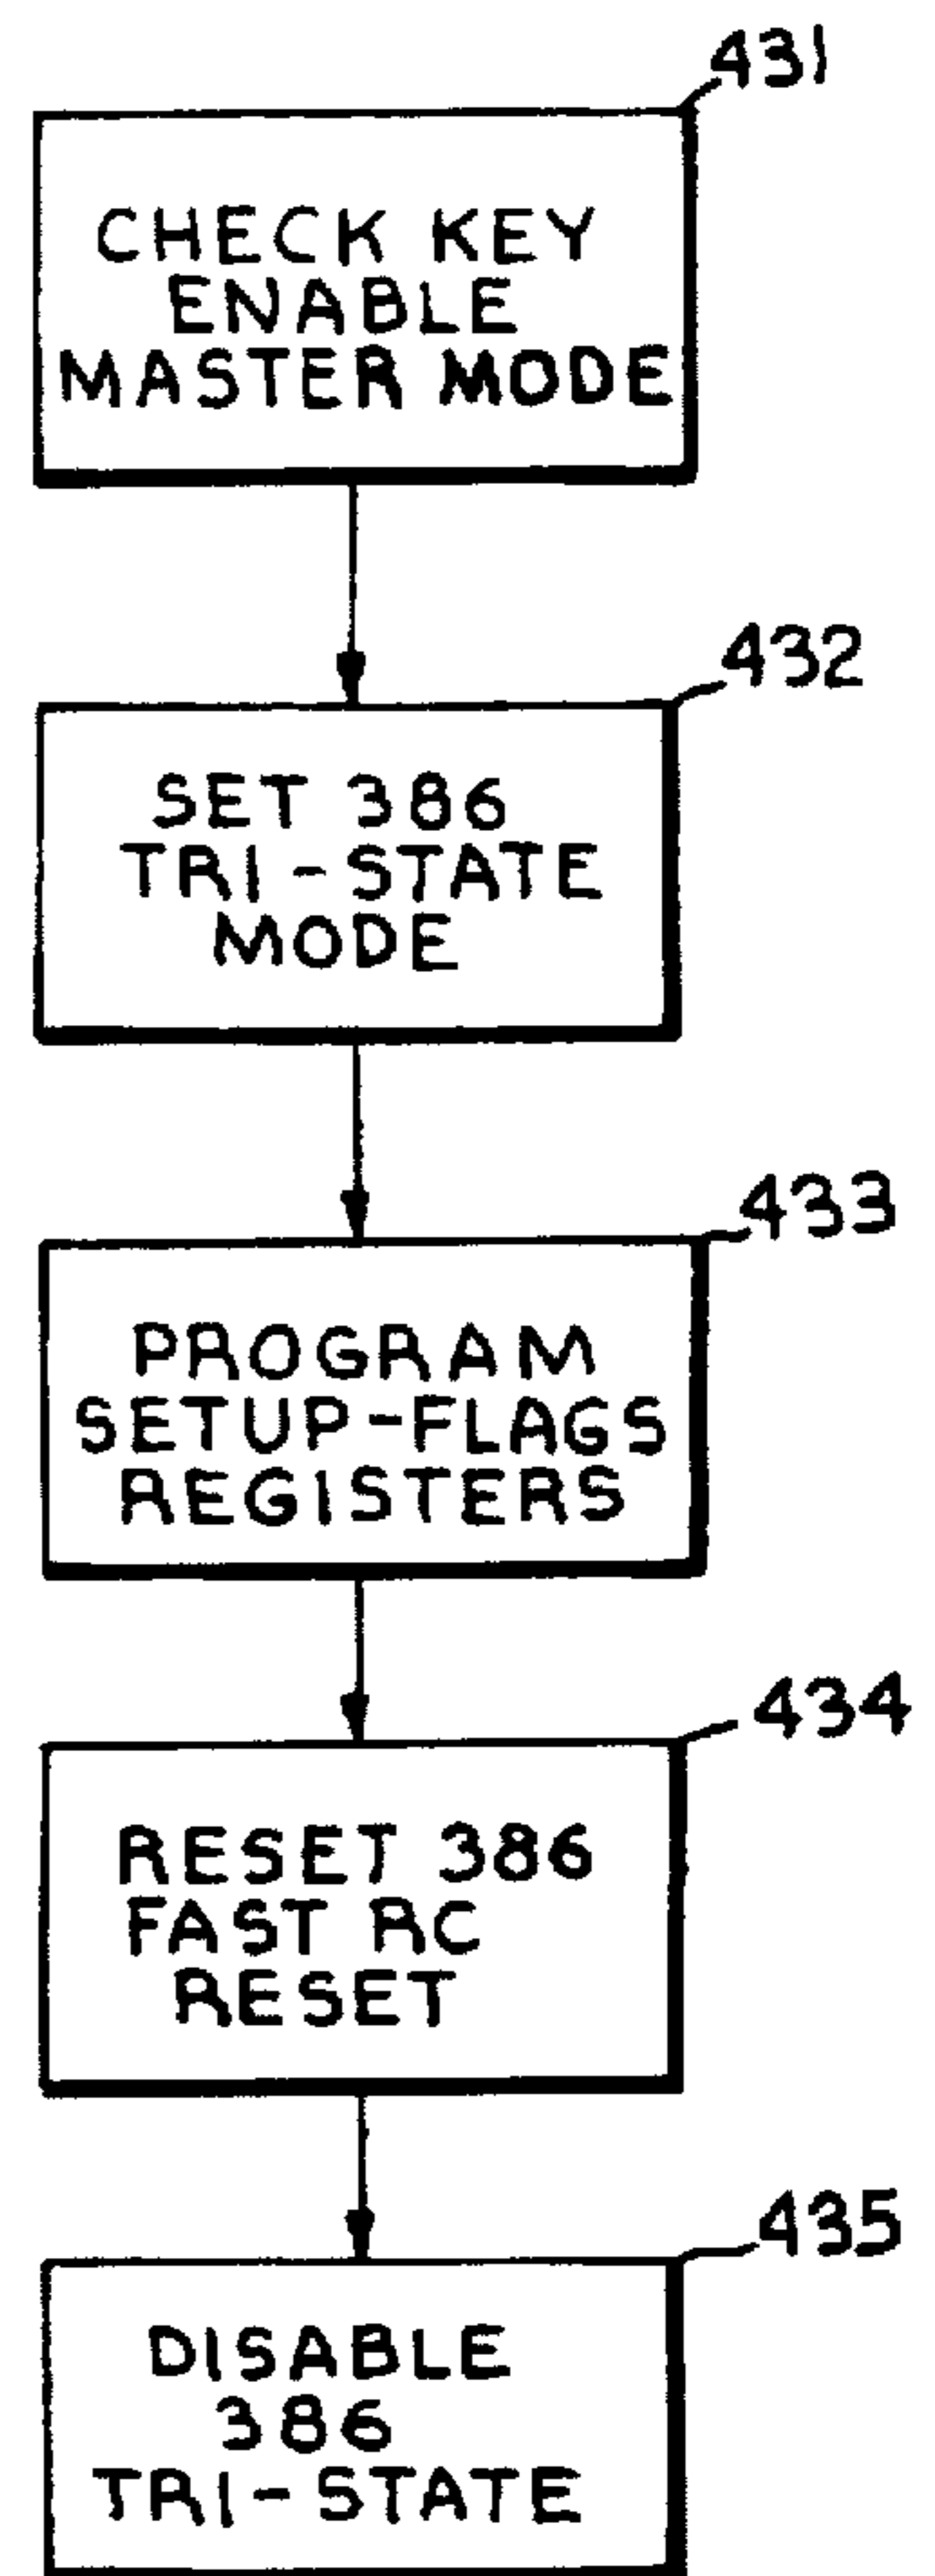 431
CHECK KEY
ENABLE
MASTER MODE
432
SET 386
TRI-STATE
MODE
433
PROGRAM
SETUP-FLAGS
REGISTERS
434
RESET 386
FAST RC
RESET
435
DISABLE
386
TRI-STATE